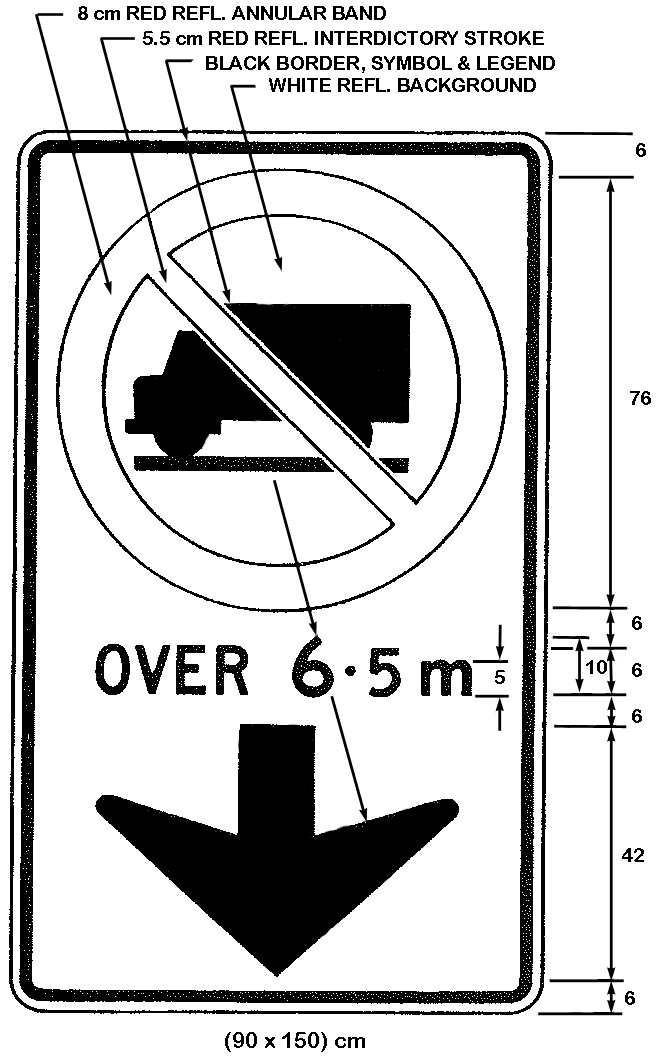 8 cm RED REFL. ANNULAR BAND
5.5 cm RED REFL. INTERDICTORY STROKE
BLACK BORDER, SYMBOL & LEGEND
WHITE REFL. BACKGROUND
6
76
6
OVER 6.5 m
5
10
6
6
42
6
(90 x 150) cm